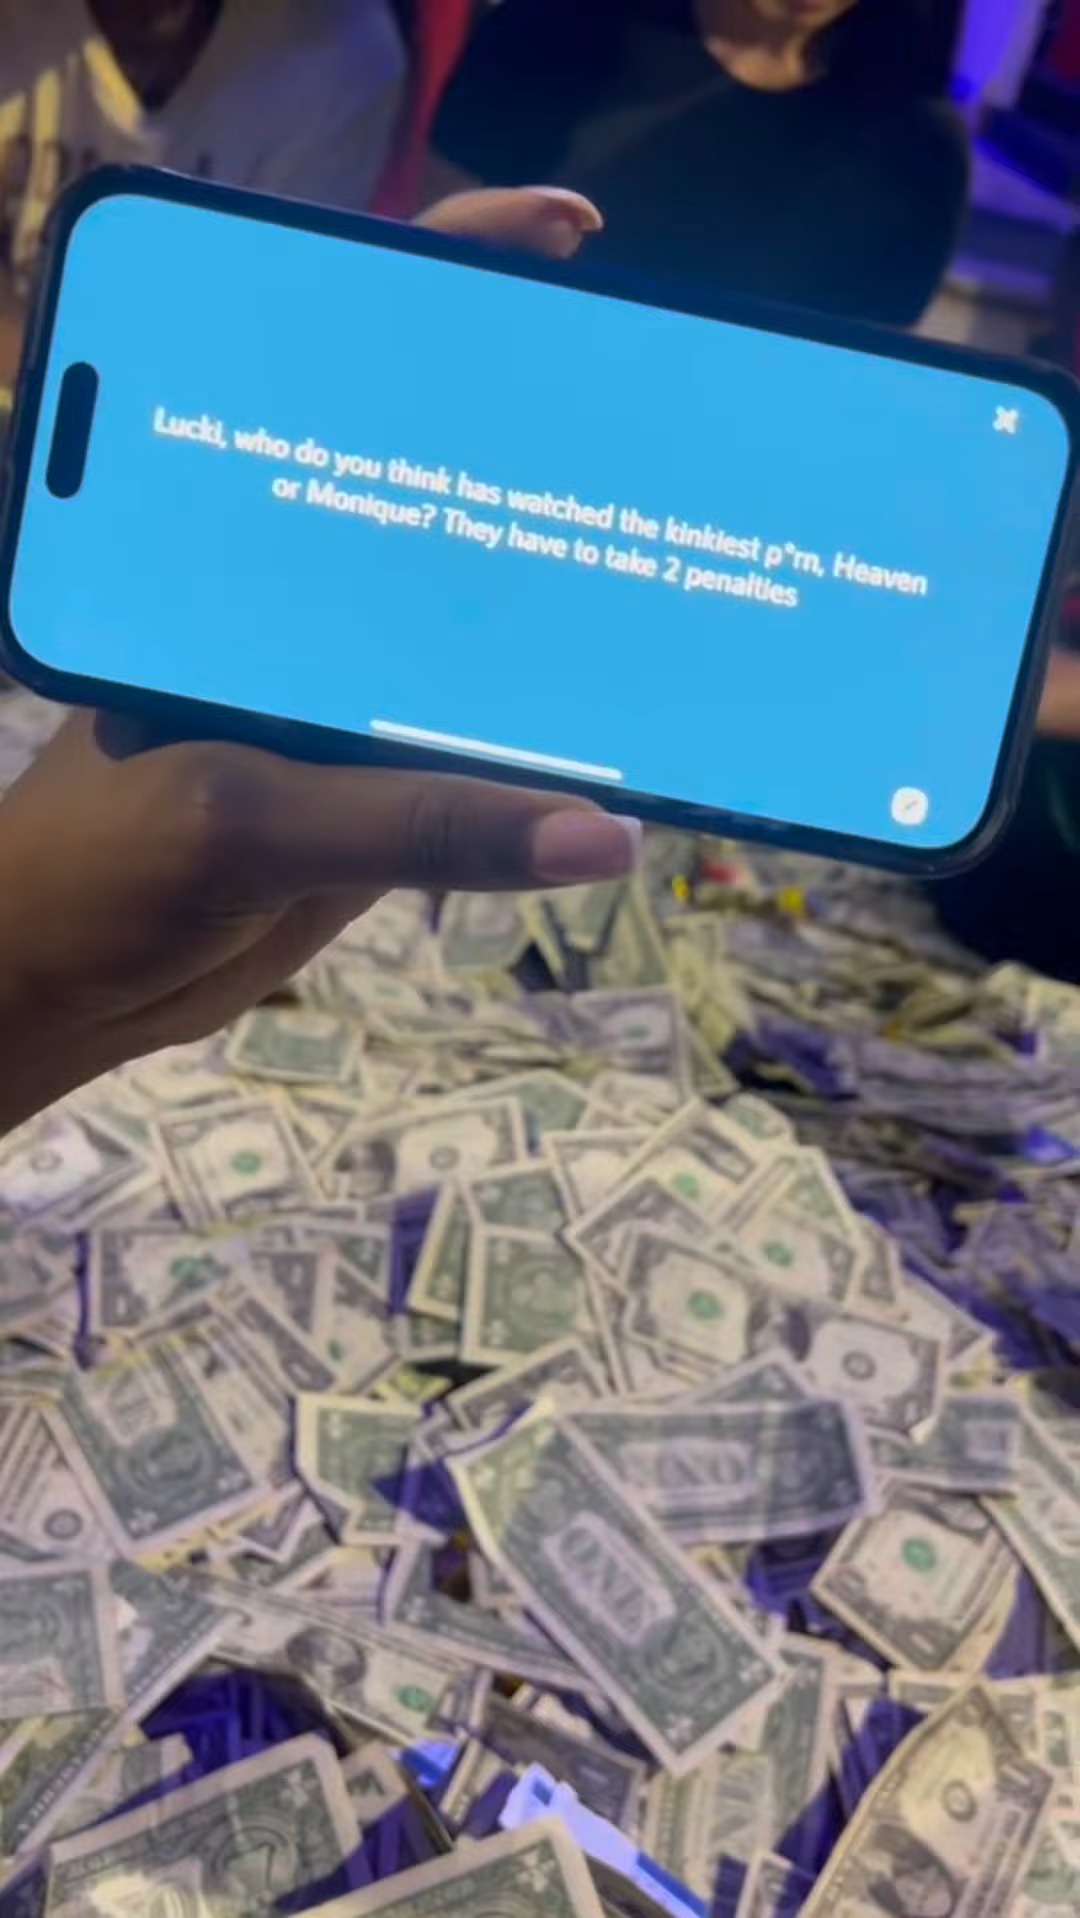 Lucki, who do you think has watched the kinkiest p*rn, Heaven
or Monique? They have to take 2 penalties
ONE